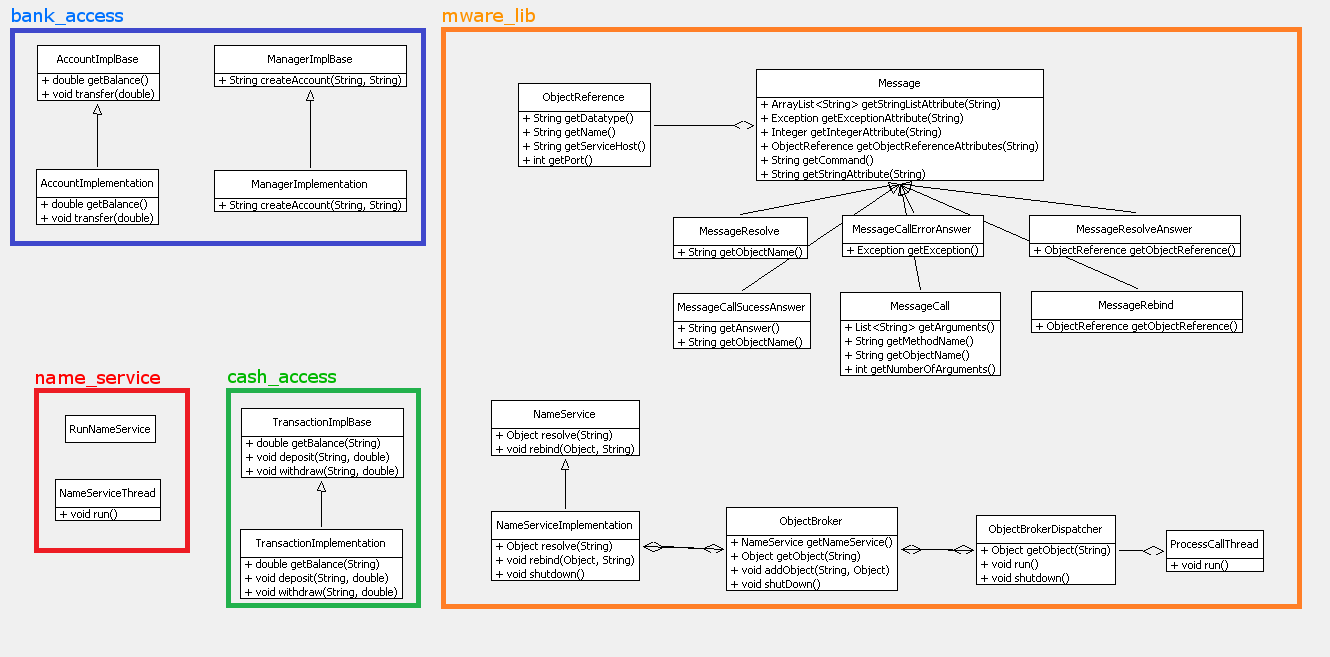 bank_access
AccountImplBase
+ double getBalance()
+ void transfer(double)
ManagerImplBase
+ String createAccount(String, String)
AccountImplementation
+ double getBalance()
+ void transfer(double)
ManagerImplementation
+ String createAccount(String, String)
mware_lib
ObjectReference
+ String getDatatype()
+ String getName()
+ String getServiceHost()
+ int getPort()
Message
+ ArrayList<String> getStringListAttribute(String)
+ Exception getExceptionAttribute(String)
+ Integer getIntegerAttribute(String)
+ ObjectReference getObjectReferenceAttributes(String)
+ String getCommand()
+ String getStringAttribute(String)
MessageResolve
+ String getObjectName()
MessageCallErrorAnswer
+ Exception getException()
MessageResolveAnswer
+ ObjectReference getObjectReference()
MessageCallSucessAnswer
+ String getAnswer()
+ String getObjectName()
MessageCall
+ List<String> getArguments()
+ String getMethodName()
+ String getObjectName()
+ int getNumberOfArguments()
MessageRebind
+ ObjectReference getObjectReference()
name_service
RunNameService
NameServiceThread
+ void run()
cash_access
TransactionImplBase
+ double getBalance(String)
+ void deposit(String, double)
+ void withdraw(String, double)
TransactionImplementation
+ double getBalance(String)
+ void deposit(String, double)
+ void withdraw(String, double)
NameService
+ Object resolve(String)
+ void rebind(Object, String)
NameServiceImplementation
+ Object resolve(String)
+ void rebind(Object, String)
+ void shutdown()
ObjectBroker
+ NameService getNameService()
+ Object getObject(String)
+ void addObject(String, Object)
+ void shutDown()
ObjectBrokerDispatcher
+ Object getObject(String)
+ void run()
+ void shutdown()
ProcessCallThread
+ void run()